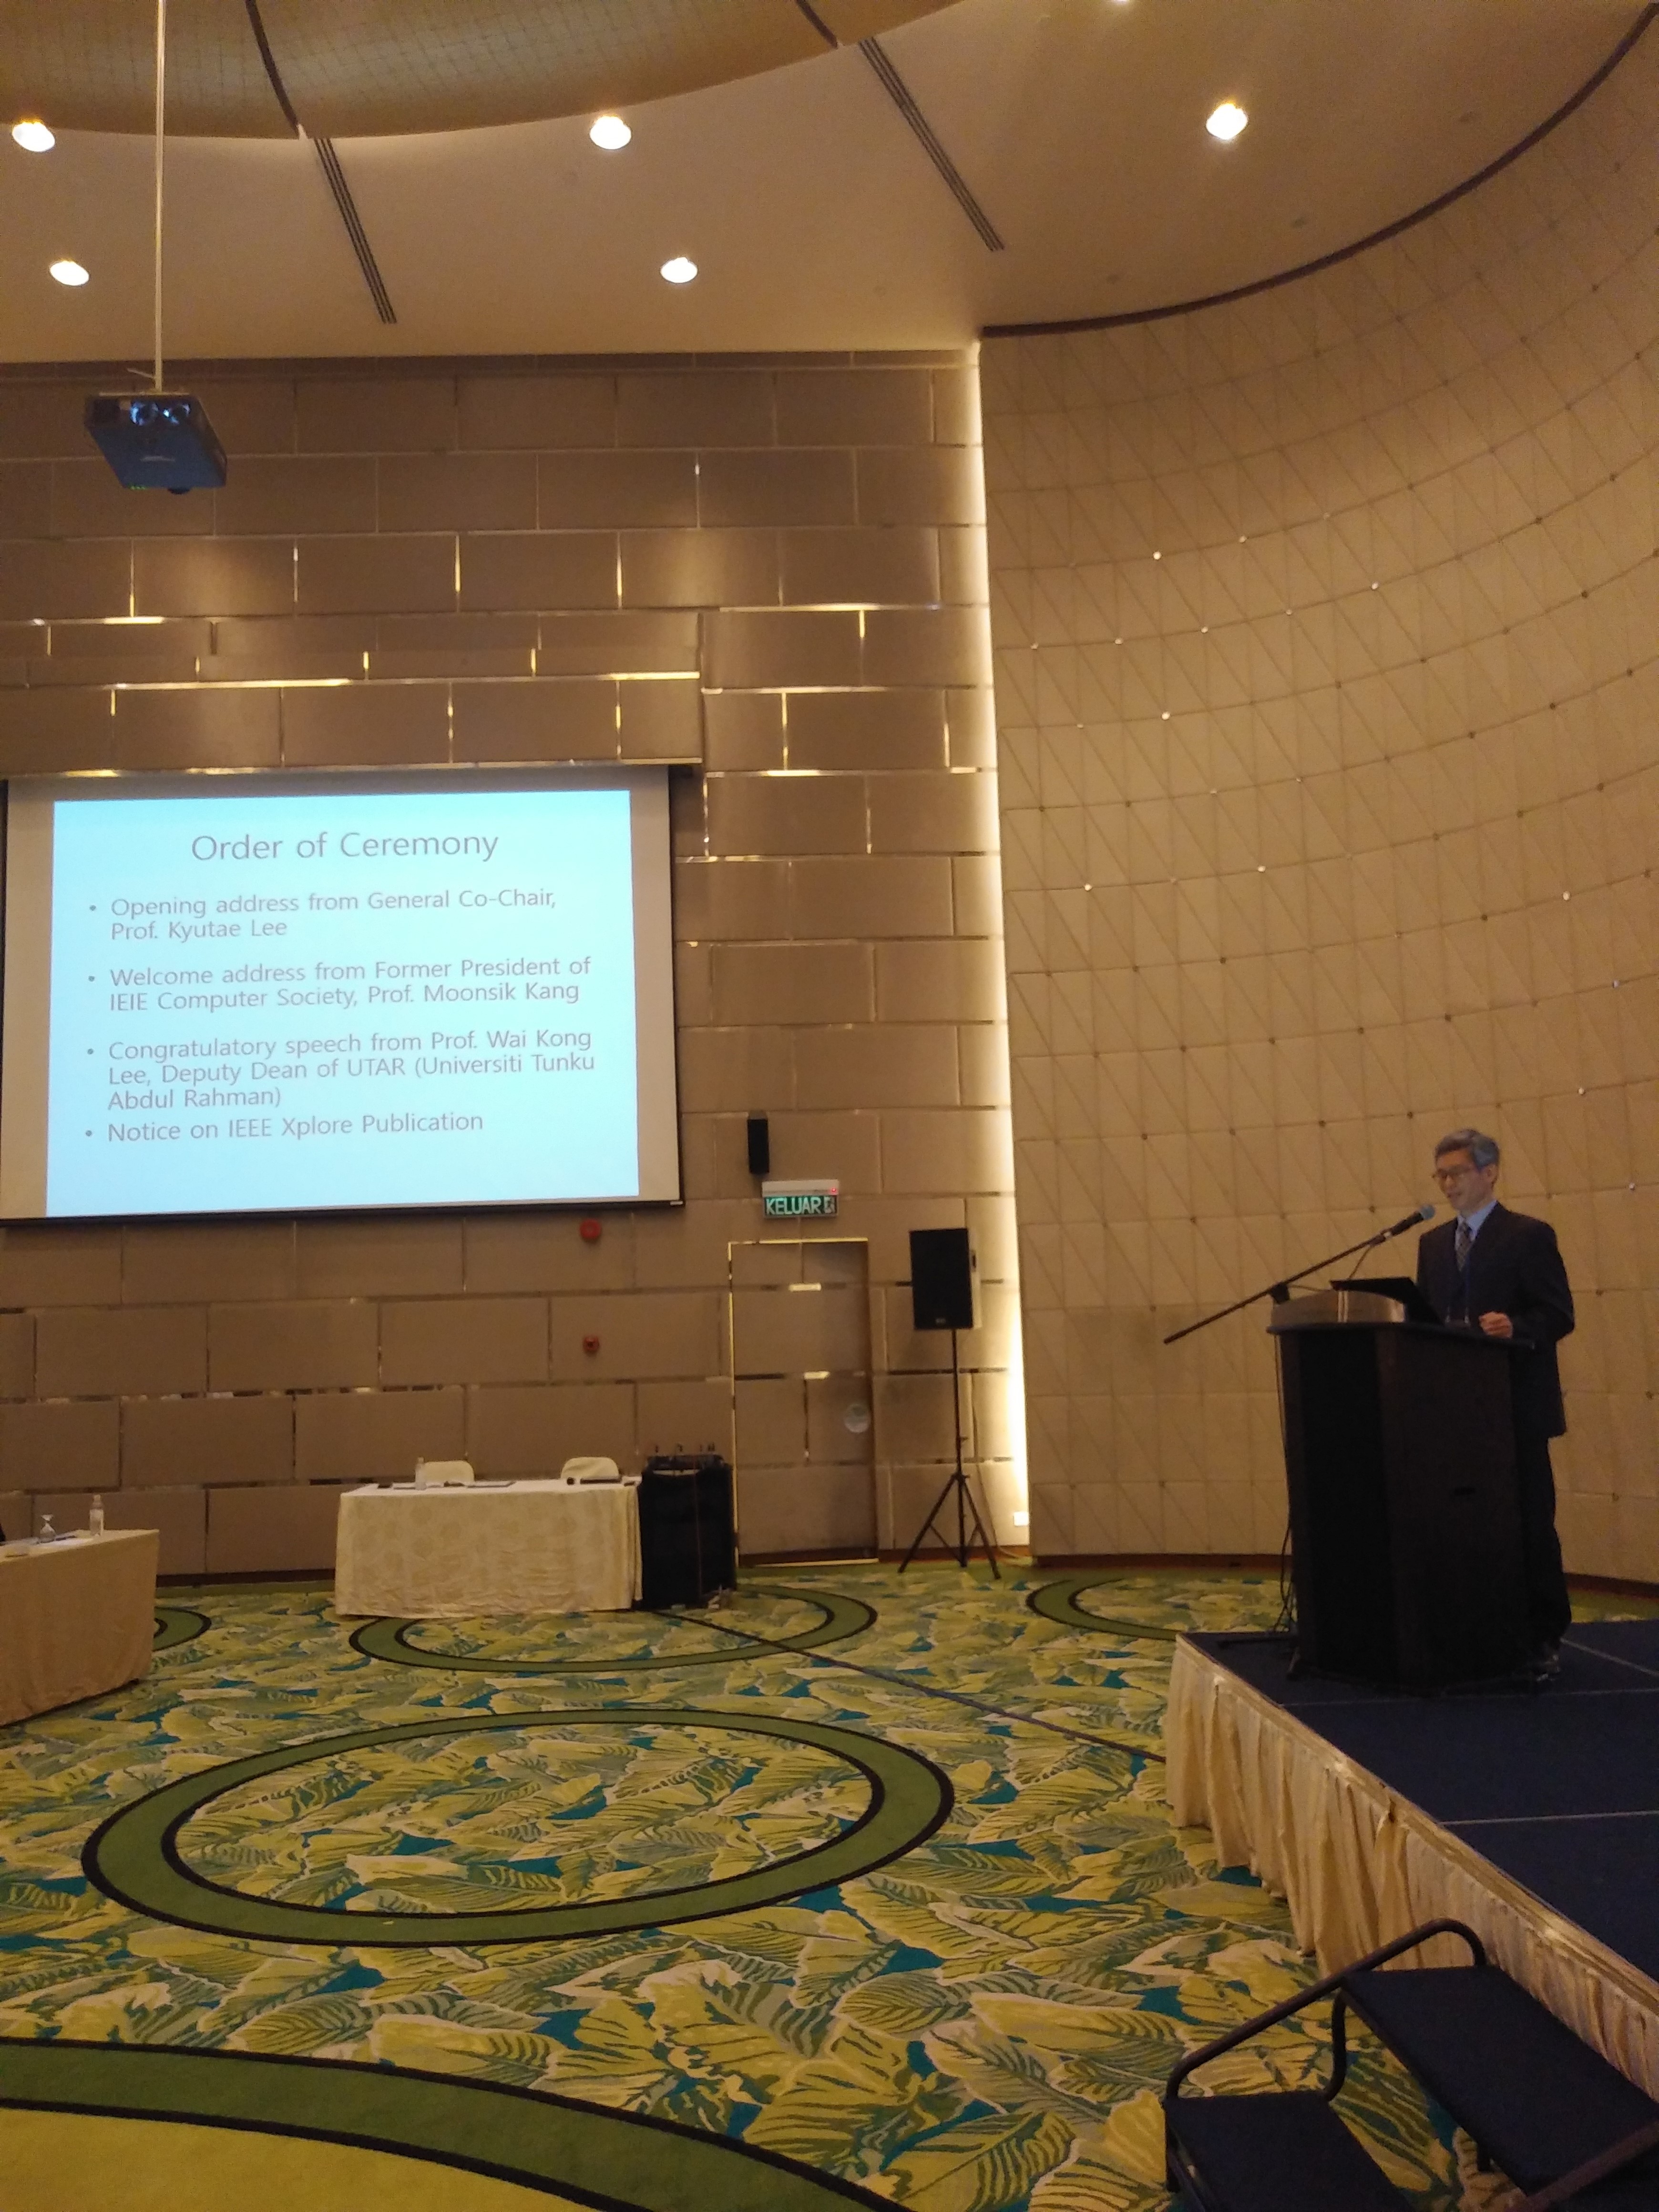 Order of Ceremony
• Opening address from General Co-Chair,
Prof. Kyutae Lee
• Welcome address from Former President of
IEIE Computer Society, Prof. Moonsik Kang
• Congratulatory speech from Prof. Wai Kong
Lee, Deputy Dean of UTAR (Universiti Tunku
Abdul Rahman)
• Notice on IEEE Xplore Publication
KELUAR